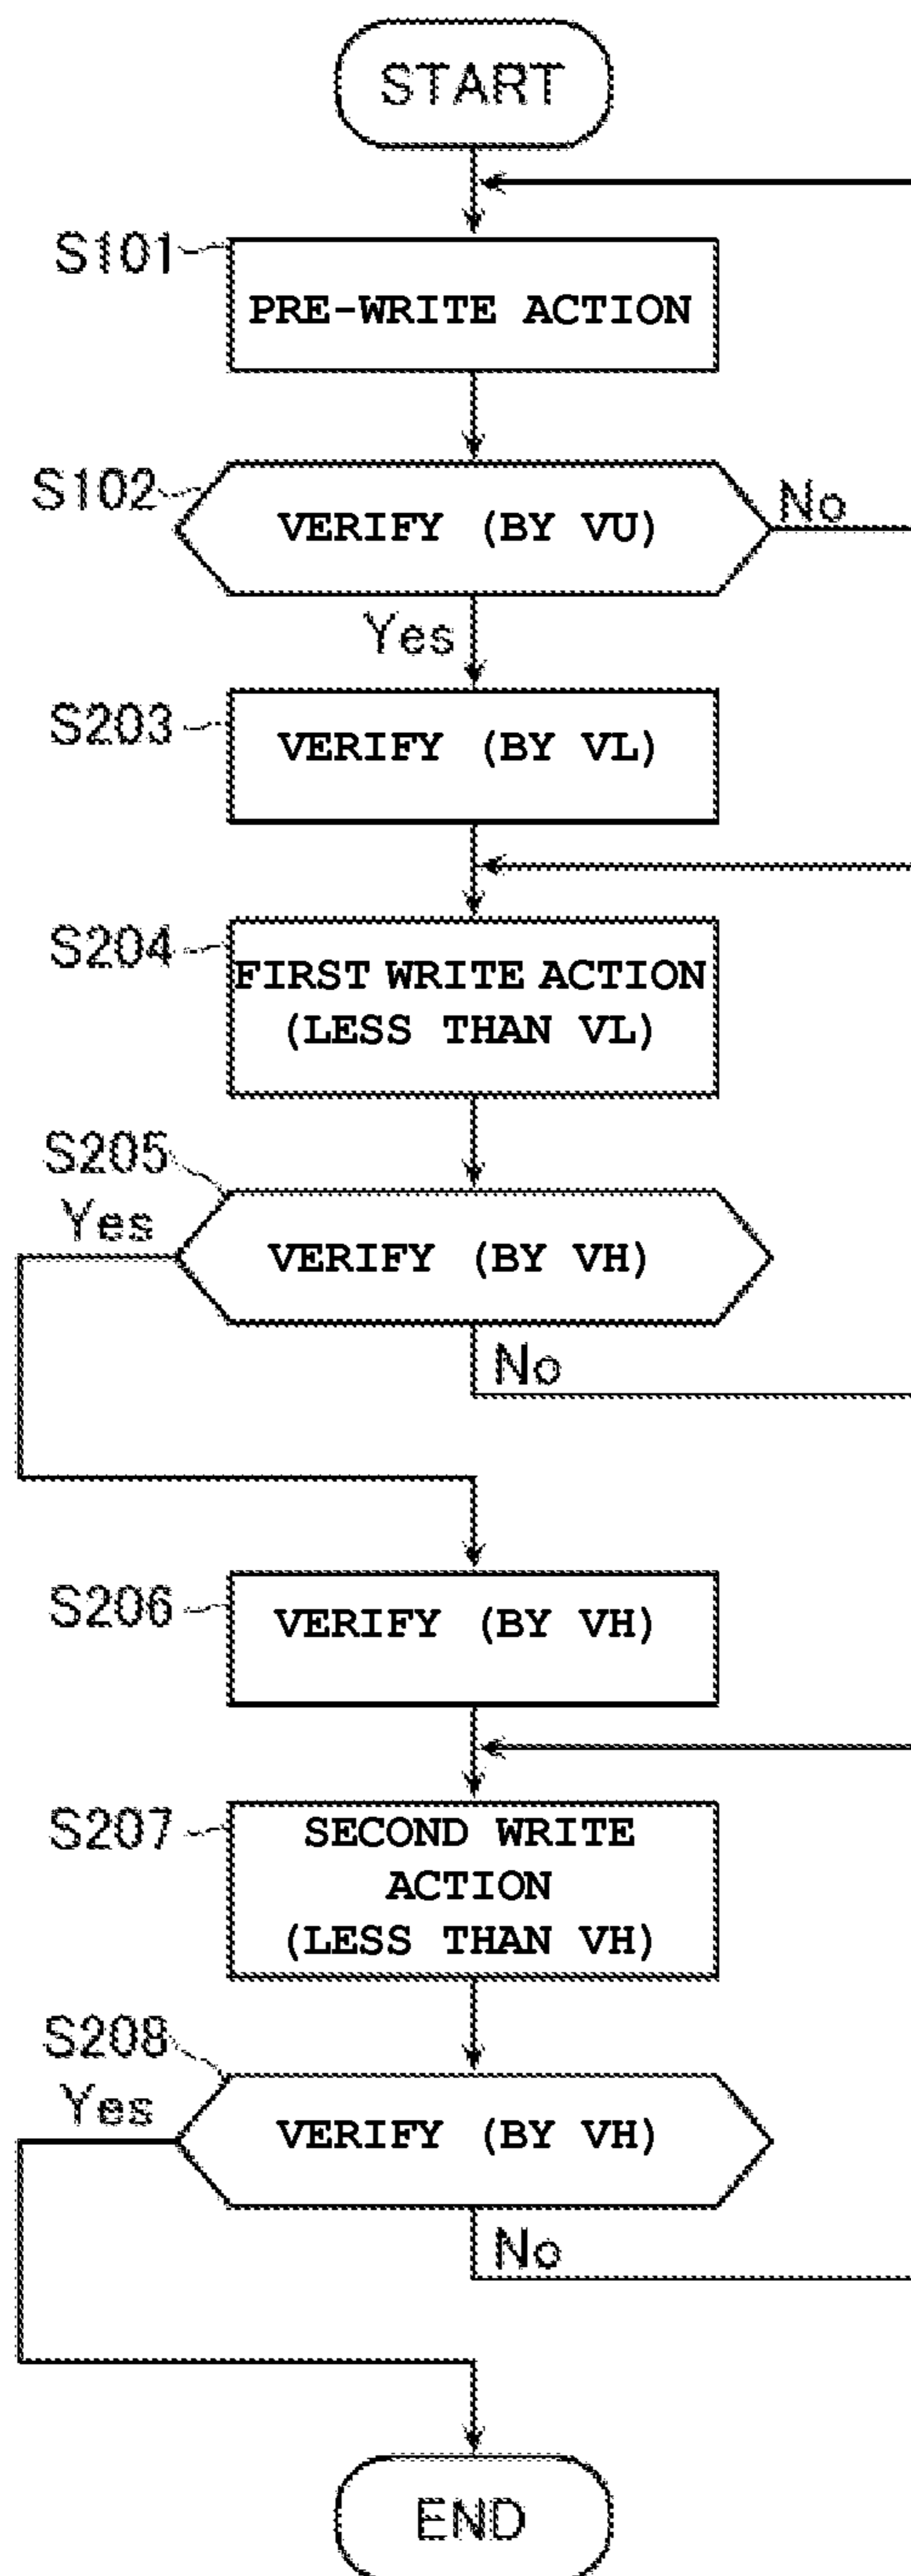 START
S101
PRE-WRITE ACTION
S102
VERIFY (BY VU)
No
Yes
S203
VERIFY (BY VL)
S204
FIRST WRITE ACTION
(LESS THAN VL)
S205
Yes
VERIFY (BY VH)
No
S206
VERIFY (BY VH)
S207
SECOND WRITE
ACTION
(LESS THAN VH)
S208
Yes
VERIFY (BY VH)
No
END